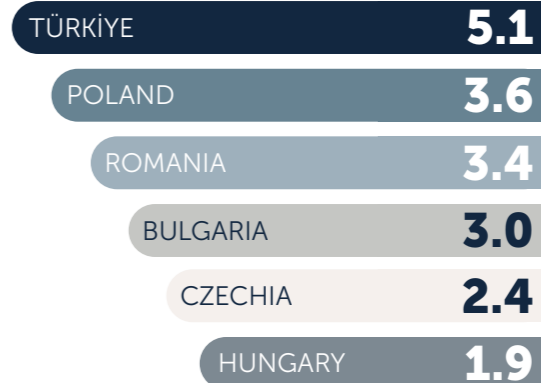 TÜRKİYE 5.1
POLAND 3.6
ROMANIA 3.4
BULGARIA 3.0
CZECHIA 2.4
HUNGARY 1.9